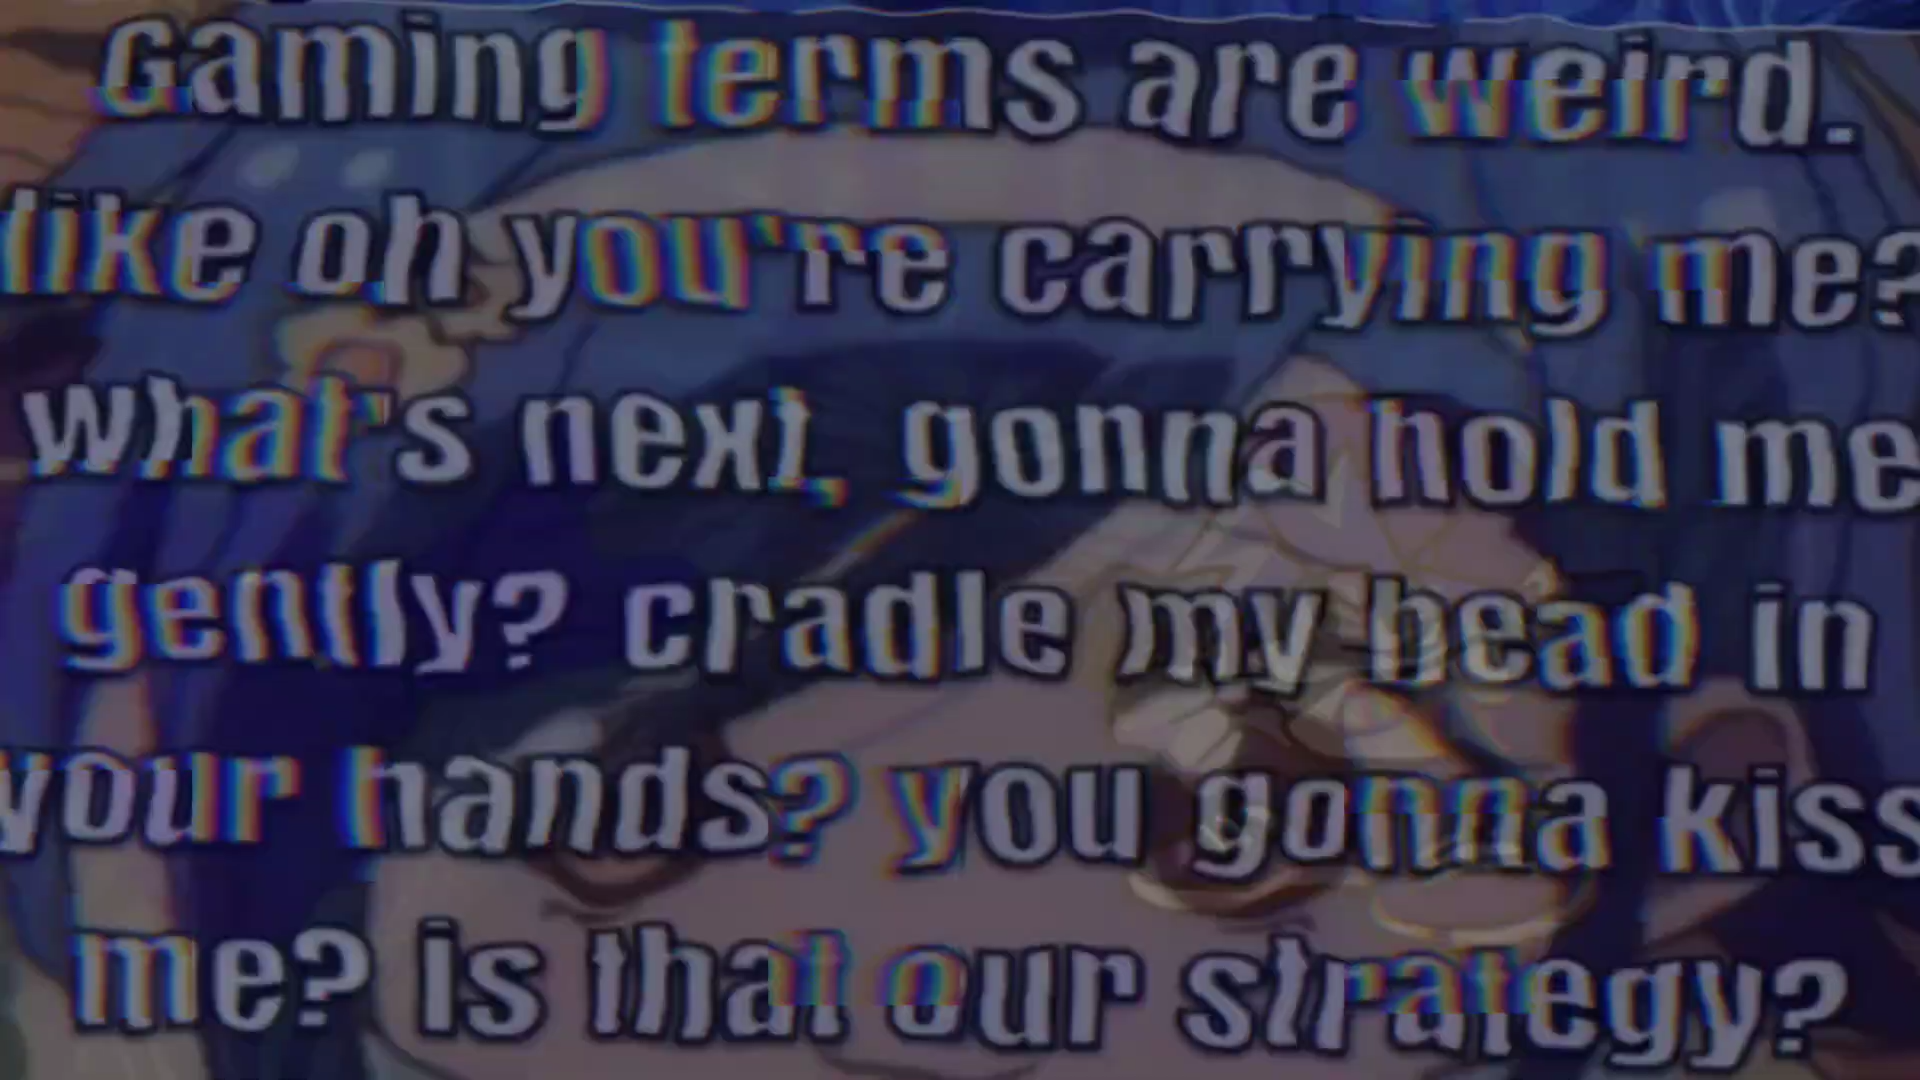 Gaming terms are weird.
like oh you're carrying me?
what's next, gonna hold me
gently? cradle my head in
your hands? you gonna kiss
me? is that our strategy?